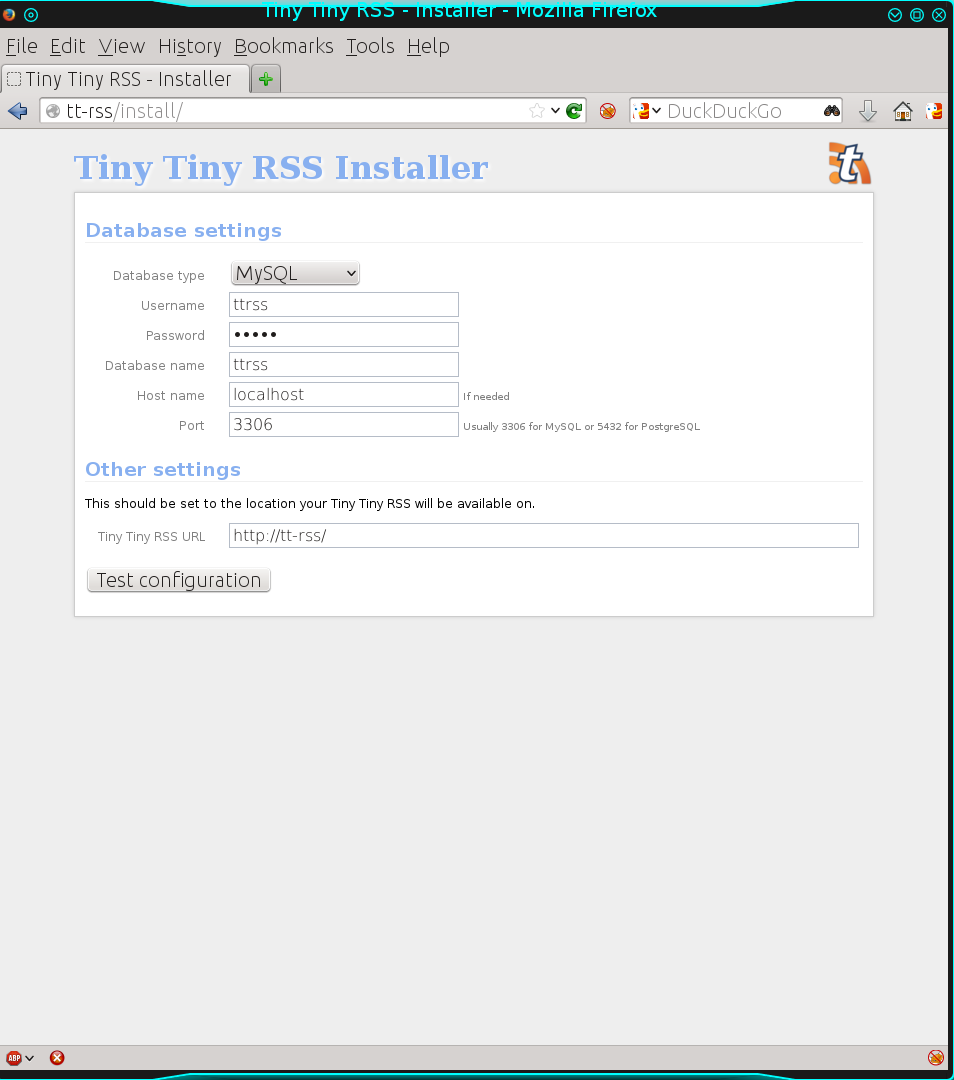 Tiny Tiny RSS - Installer - Mozilla Firefox
File Edit View History Bookmarks Tools Help
Tiny Tiny RSS - Installer
tt-rss/install/ DuckDuckGo
Tiny Tiny RSS Installer
t
Database settings
Database type MySQL
Username ttrss
Password •••••
Database name ttrss
Host name localhost If needed
Port 3306 Usually 3306 for MySQL or 5432 for PostgreSQL
Other settings
This should be set to the location your Tiny Tiny RSS will be available on.
Tiny Tiny RSS URL http://tt-rss/
Test configuration
ABP